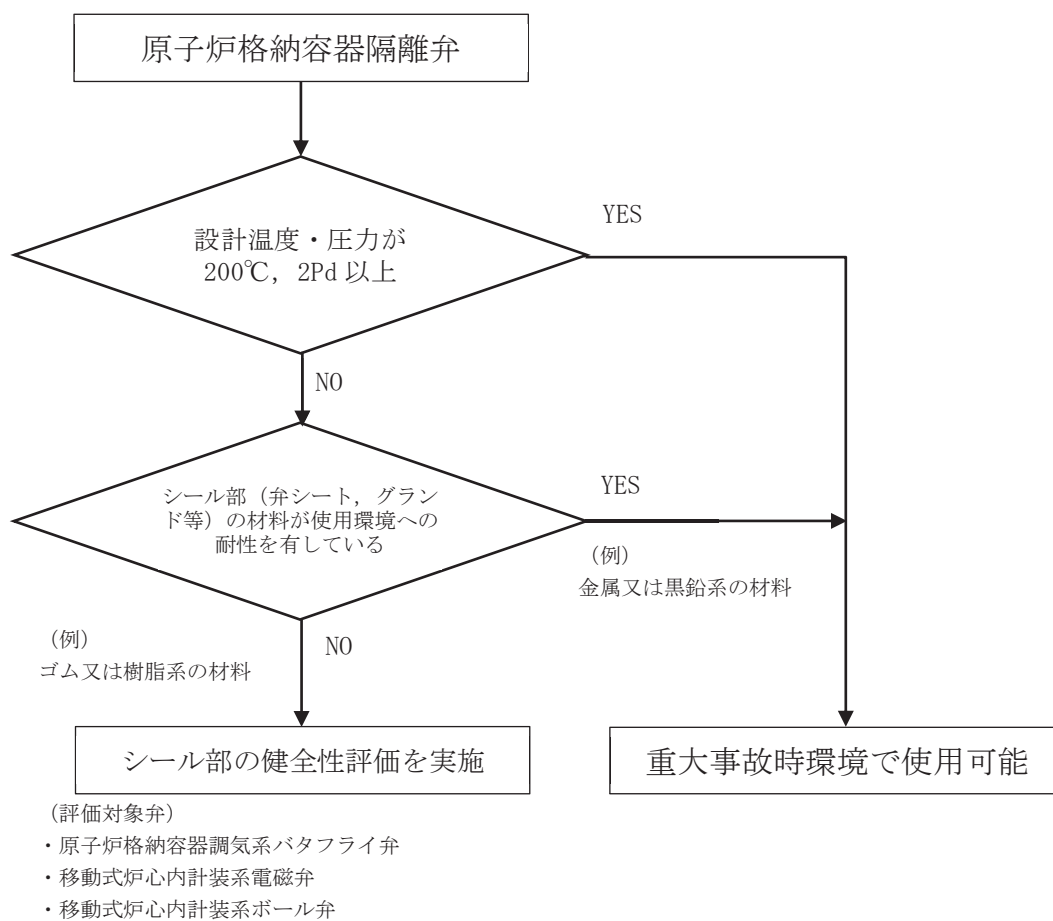 原子炉格納容器隔離弁
YES
設計温度・圧力が
200℃，2Pd 以上
NO
シール部（弁シート，グラン
ド等）の材料が使用環境への
耐性を有している
YES
（例）
金属又は黒鉛系の材料
（例）
ゴム又は樹脂系の材料
NO
シール部の健全性評価を実施
重大事故時環境で使用可能
（評価対象弁）
・原子炉格納容器調気系バタフライ弁
・移動式炉心内計装系電磁弁
・移動式炉心内計装系ボール弁